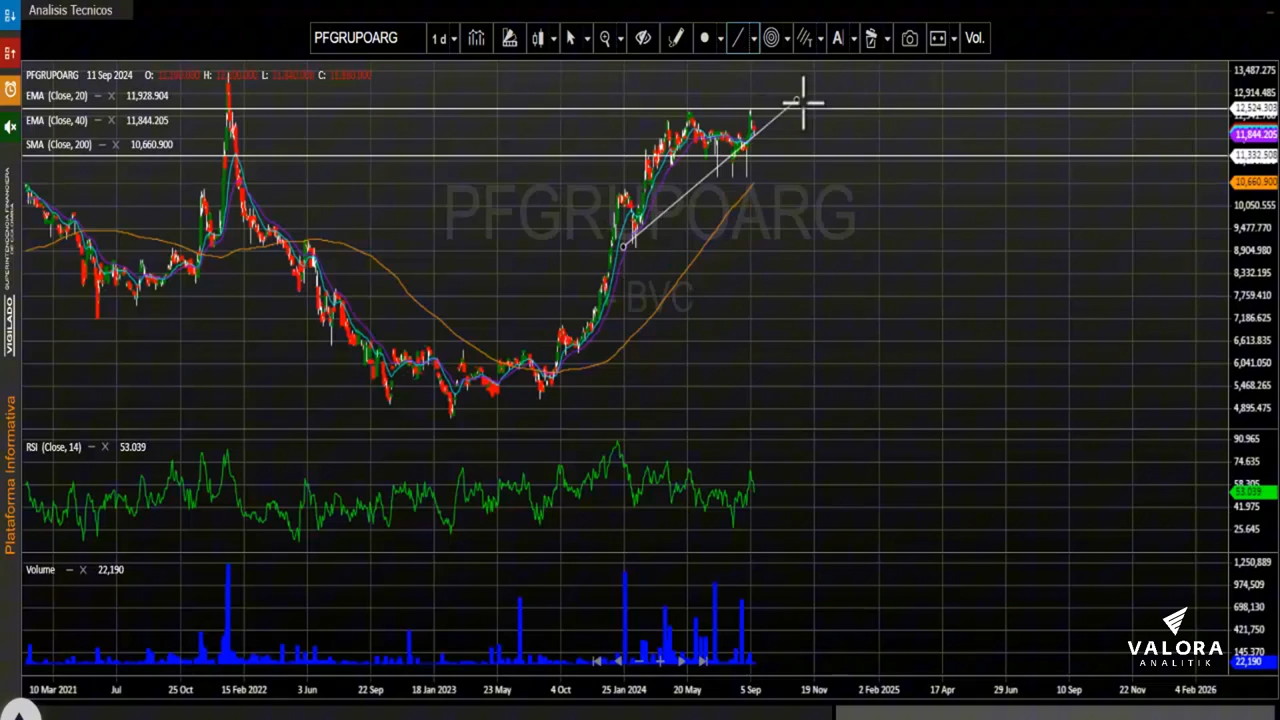 Analisis Tecnicos
PFGRUPOARG
1 d
A
Vol.
PFGRUPOARG 11 Sep 2024 O: H: L: C:
EMA (Close, 20) – X 11,928.904
EMA (Close, 40) – X 11,844.205
SMA (Close, 200) – X 10,660.900
13,487.275
12,914.485
12,524.303
11,844.205
11,332.508
10,660.900
10,050.555
9,477.770
8,904.980
8,332.195
7,759.410
7,186.625
6,613.835
6,041.050
5,468.265
4,895.475
PFGRUPOARG
BVC
RSI (Close, 14) – X 53.039
90.965
74.635
58.305
53.039
41.975
25.645
Volume – X 22,190
1,250,889
974,509
698,130
421,750
145,370
22,190
10 Mar 2021 Jul 25 Oct 15 Feb 2022 3 Jun 22 Sep 18 Jan 2023 23 May 4 Oct 25 Jan 2024 20 May 5 Sep 19 Nov 2 Feb 2025 17 Apr 29 Jun 10 Sep 22 Nov 4 Feb 2026
VIGILADO
Plataforma Informativa
VALORA
ANALITIK